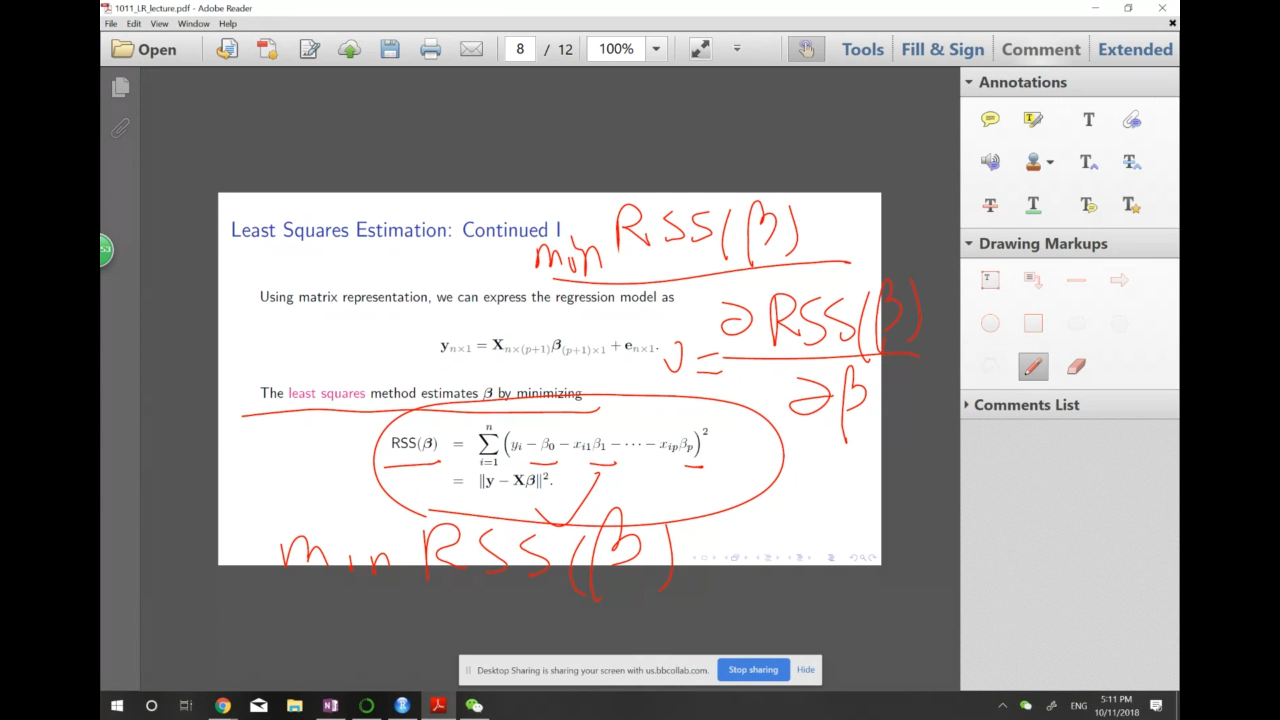 1011_LR_lecture.pdf - Adobe Reader
File Edit View Window Help
Open 8 / 12 100% Tools Fill & Sign Comment Extended
Annotations
Drawing Markups
Comments List
Least Squares Estimation: Continued I
min RSS(β)
Using matrix representation, we can express the regression model as
y_{n×1} = X_{n×(p+1)}β_{(p+1)×1} + e_{n×1}.
0 = ∂RSS(β) / ∂β
The least squares method estimates β by minimizing
RSS(β) = ∑_{i=1}^{n} (y_i − β_0 − x_{i1}β_1 − ⋯ − x_{ip}β_p)^2
= ‖y − Xβ‖^2.
min RSS(β)
Desktop Sharing is sharing your screen with us.bbcollab.com. Stop sharing Hide
ENG
5:11 PM
10/11/2018